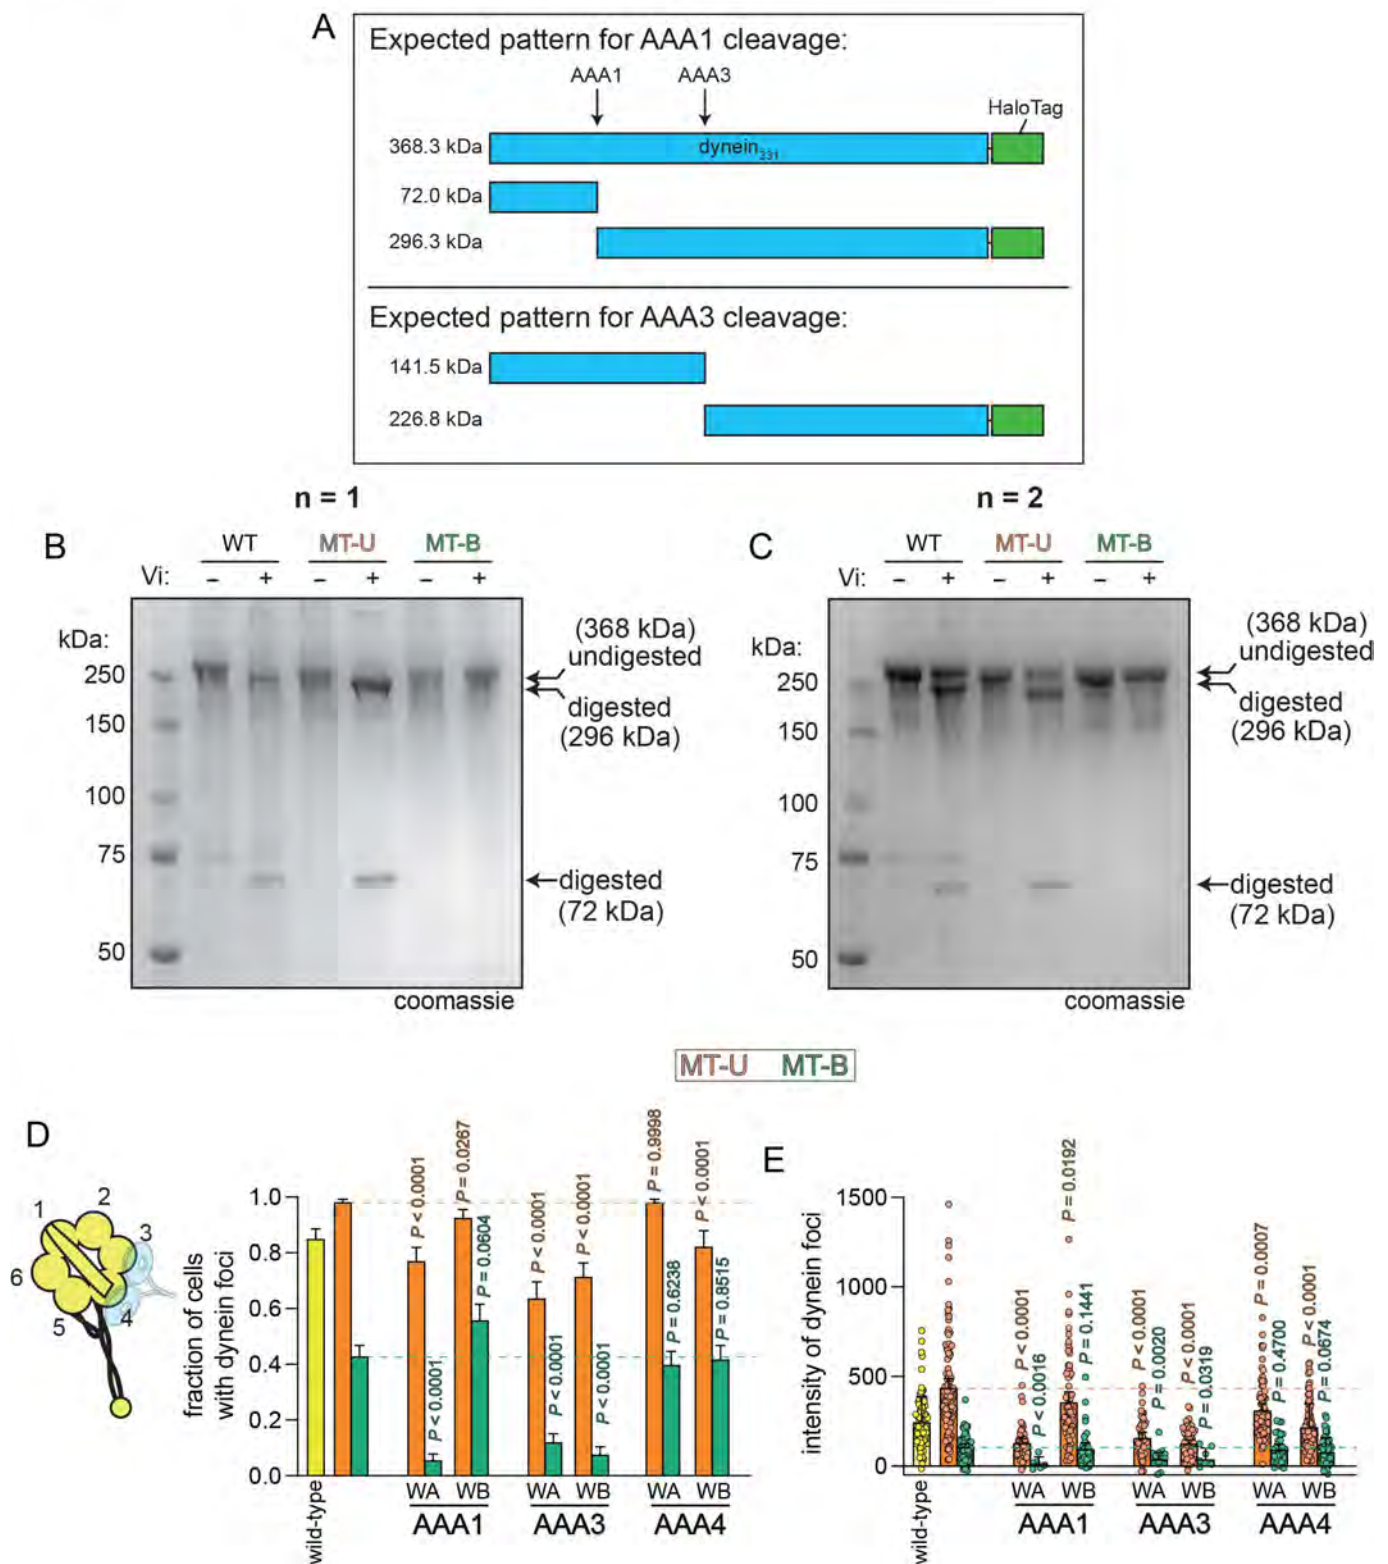 A
Expected pattern for AAA1 cleavage:
AAA1 AAA3
HaloTag
368.3 kDa dynein331
72.0 kDa
296.3 kDa
Expected pattern for AAA3 cleavage:
141.5 kDa
226.8 kDa
n = 1
B
WT MT-U MT-B
Vi: – + – + – +
kDa:
250
150
100
75
50
(368 kDa)
undigested
digested
(296 kDa)
digested
(72 kDa)
coomassie
n = 2
C
WT MT-U MT-B
Vi: – + – + – +
kDa:
250
150
100
75
50
(368 kDa)
undigested
digested
(296 kDa)
digested
(72 kDa)
coomassie
MT-U MT-B
D
1 2 3 4 5 6
fraction of cells
with dynein foci
1.0
0.8
0.6
0.4
0.2
0.0
P < 0.0001
P < 0.0001
P = 0.0267
P = 0.0604
P < 0.0001
P < 0.0001
P < 0.0001
P < 0.0001
P = 0.9998
P = 0.6238
P < 0.0001
P = 0.8515
wild-type
WA WB WA WB WA WB
AAA1 AAA3 AAA4
E
intensity of dynein foci
1500
1000
500
0
P < 0.0001
P < 0.0016
P = 0.0192
P = 0.1441
P < 0.0001
P = 0.0020
P < 0.0001
P = 0.0319
P = 0.0007
P = 0.4700
P < 0.0001
P = 0.0674
wild-type
WA WB WA WB WA WB
AAA1 AAA3 AAA4